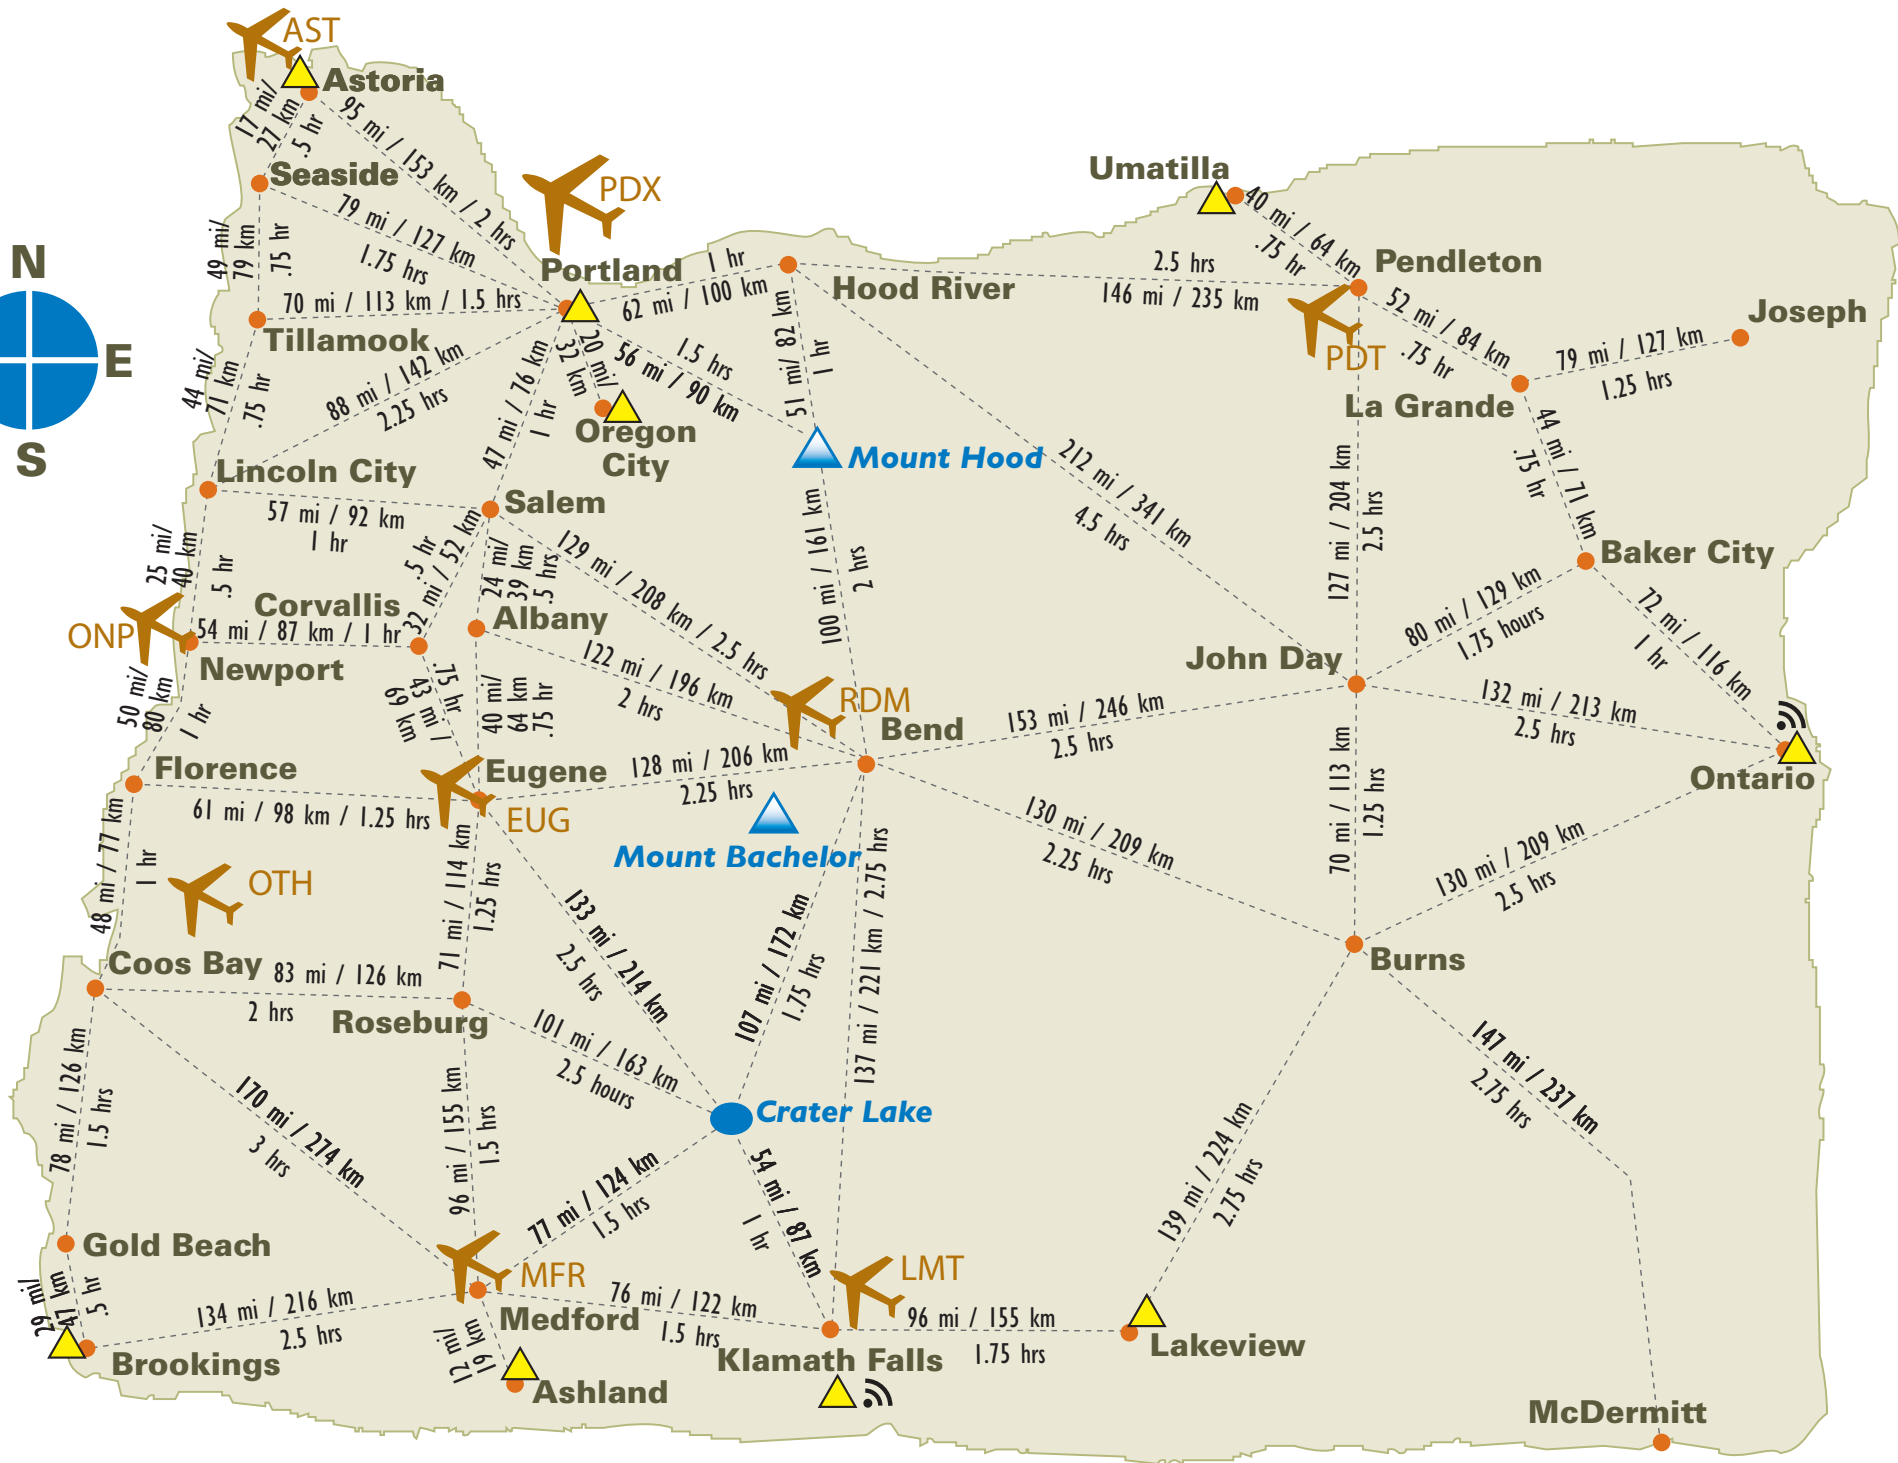 AST
Astoria
17 mi/
27 km
.5 hr
95 mi / 153 km / 2 hrs
Seaside
PDX
79 mi / 127 km
1.75 hrs
49 mi/
79 km
.75 hr
Portland
70 mi / 113 km / 1.5 hrs
Tillamook
1 hr
62 mi / 100 km
Hood River
Umatilla
40 mi / 64 km
.75 hr
2.5 hrs
146 mi / 235 km
Pendleton
PDT
52 mi / 84 km
.75 hr
Joseph
79 mi / 127 km
1.25 hrs
La Grande
N
E
S
44 mi/
71 km
.75 hr
88 mi / 142 km
2.25 hrs
47 mi / 76 km
1 hr
20 mi/
32 km
Oregon
City
1.5 hrs
56 mi / 90 km
51 mi / 82 km
1 hr
Mount Hood
212 mi / 341 km
4.5 hrs
127 mi / 204 km
2.5 hrs
44 mi / 71 km
.75 hr
Lincoln City
57 mi / 92 km
1 hr
Salem
25 mi/
40 km
.5 hr
.5 hr
32 mi / 52 km
24 mi/
39 km
.5 hrs
129 mi / 208 km / 2.5 hrs
100 mi / 161 km
2 hrs
Baker City
80 mi / 129 km
1.75 hours
72 mi / 116 km
1 hr
ONP
Corvallis
54 mi / 87 km / 1 hr
Newport
Albany
122 mi / 196 km
2 hrs
John Day
132 mi / 213 km
2.5 hrs
50 mi/
80 km
1 hr
.75 hr
43 mi /
69 km
40 mi/
64 km
.75 hr
RDM
Bend
153 mi / 246 km
2.5 hrs
Ontario
Florence
61 mi / 98 km / 1.25 hrs
Eugene
EUG
128 mi / 206 km
2.25 hrs
Mount Bachelor
130 mi / 209 km
2.25 hrs
70 mi / 113 km
1.25 hrs
130 mi / 209 km
2.5 hrs
48 mi / 77 km
1 hr
OTH
71 mi / 114 km
1.25 hrs
133 mi / 214 km
2.5 hrs
107 mi / 172 km
1.75 hrs
137 mi / 221 km / 2.75 hrs
Burns
Coos Bay
83 mi / 126 km
2 hrs
Roseburg
101 mi / 163 km
2.5 hours
Crater Lake
147 mi / 237 km
2.75 hrs
78 mi / 126 km
1.5 hrs
170 mi / 274 km
3 hrs
96 mi / 155 km
1.5 hrs
77 mi / 124 km
1.5 hrs
54 mi / 87 km
1 hr
139 mi / 224 km
2.75 hrs
Gold Beach
29 mi/
47 km
.5 hr
134 mi / 216 km
2.5 hrs
MFR
Medford
76 mi / 122 km
1.5 hrs
LMT
96 mi / 155 km
1.75 hrs
Lakeview
Brookings
12 mi/
19 km
Ashland
Klamath Falls
McDermitt